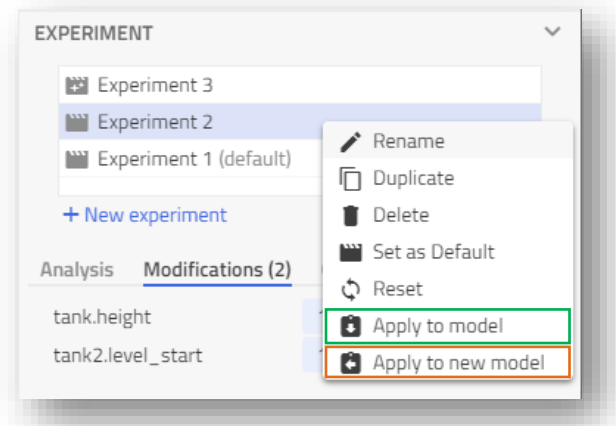 EXPERIMENT
Experiment 3
Experiment 2
Experiment 1 (default)
+ New experiment
Rename
Duplicate
Delete
Set as Default
Reset
Apply to model
Apply to new model
Analysis
Modifications (2)
tank.height
tank2.level_start